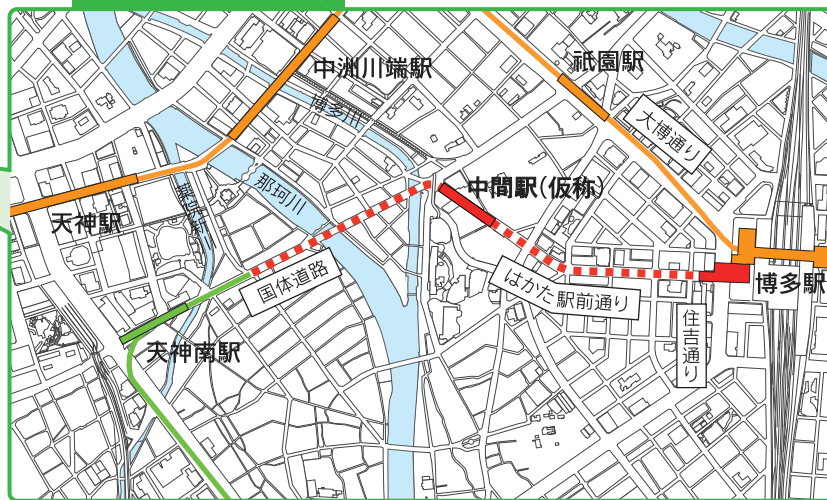 中洲川端駅
祇園駅
博多川
大博通り
中間駅(仮称)
那珂川
天神駅
国体道路
はかた駅前通り
博多駅
住吉通り
天神南駅